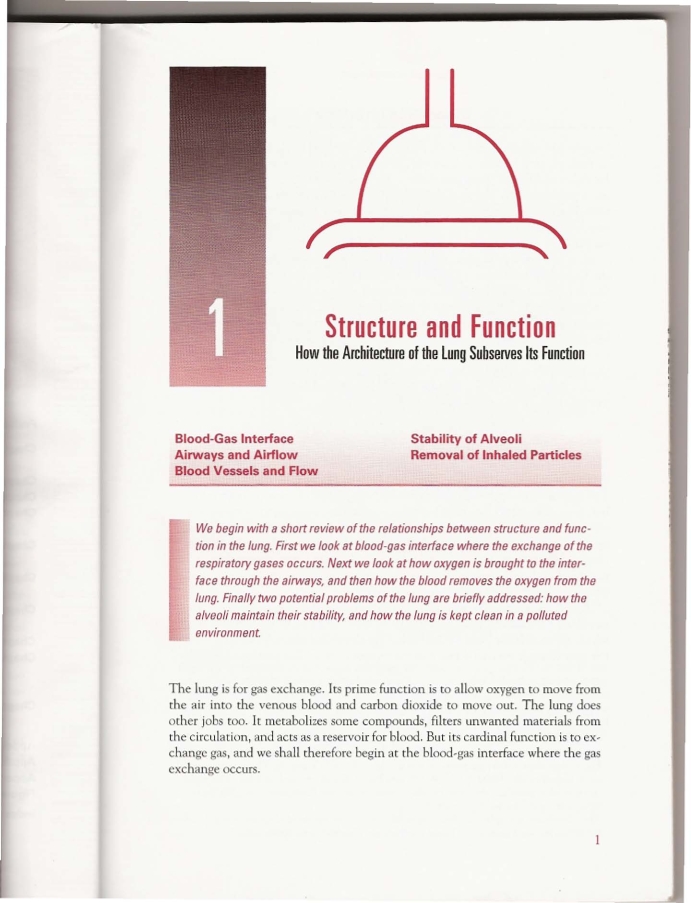 1
Structure and Function
How the Architecture of the Lung Subserves Its Function
Blood-Gas Interface
Airways and Airflow
Blood Vessels and Flow
Stability of Alveoli
Removal of Inhaled Particles
We begin with a short review of the relationships between structure and func-
tion in the lung. First we look at blood-gas interface where the exchange of the
respiratory gases occurs. Next we look at how oxygen is brought to the inter-
face through the airways, and then how the blood removes the oxygen from the
lung. Finally two potential problems of the lung are briefly addressed: how the
alveoli maintain their stability, and how the lung is kept clean in a polluted
environment.
The lung is for gas exchange. Its prime function is to allow oxygen to move from
the air into the venous blood and carbon dioxide to move out. The lung does
other jobs too. It metabolizes some compounds, filters unwanted materials from
the circulation, and acts as a reservoir for blood. But its cardinal function is to ex-
change gas, and we shall therefore begin at the blood-gas interface where the gas
exchange occurs.
1